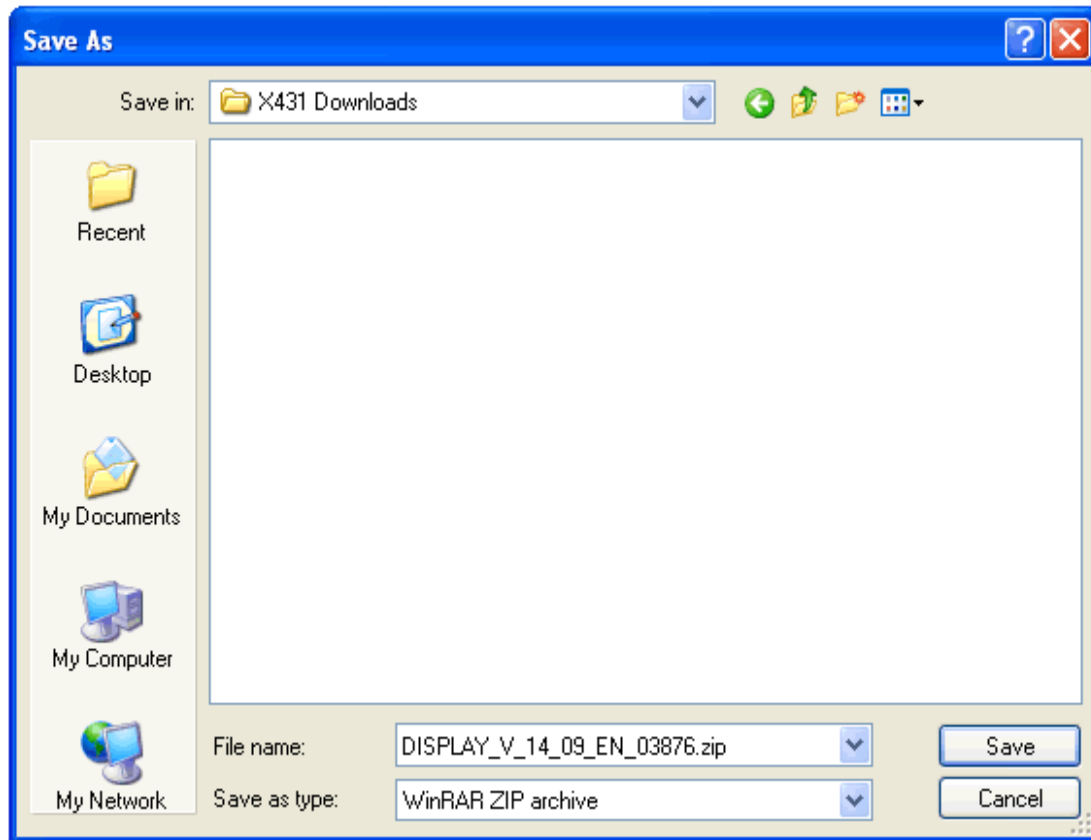 Save As
Save in: X431 Downloads
Recent
Desktop
My Documents
My Computer
My Network
File name: DISPLAY_V_14_09_EN_03876.zip Save
Save as type: WinRAR ZIP archive Cancel